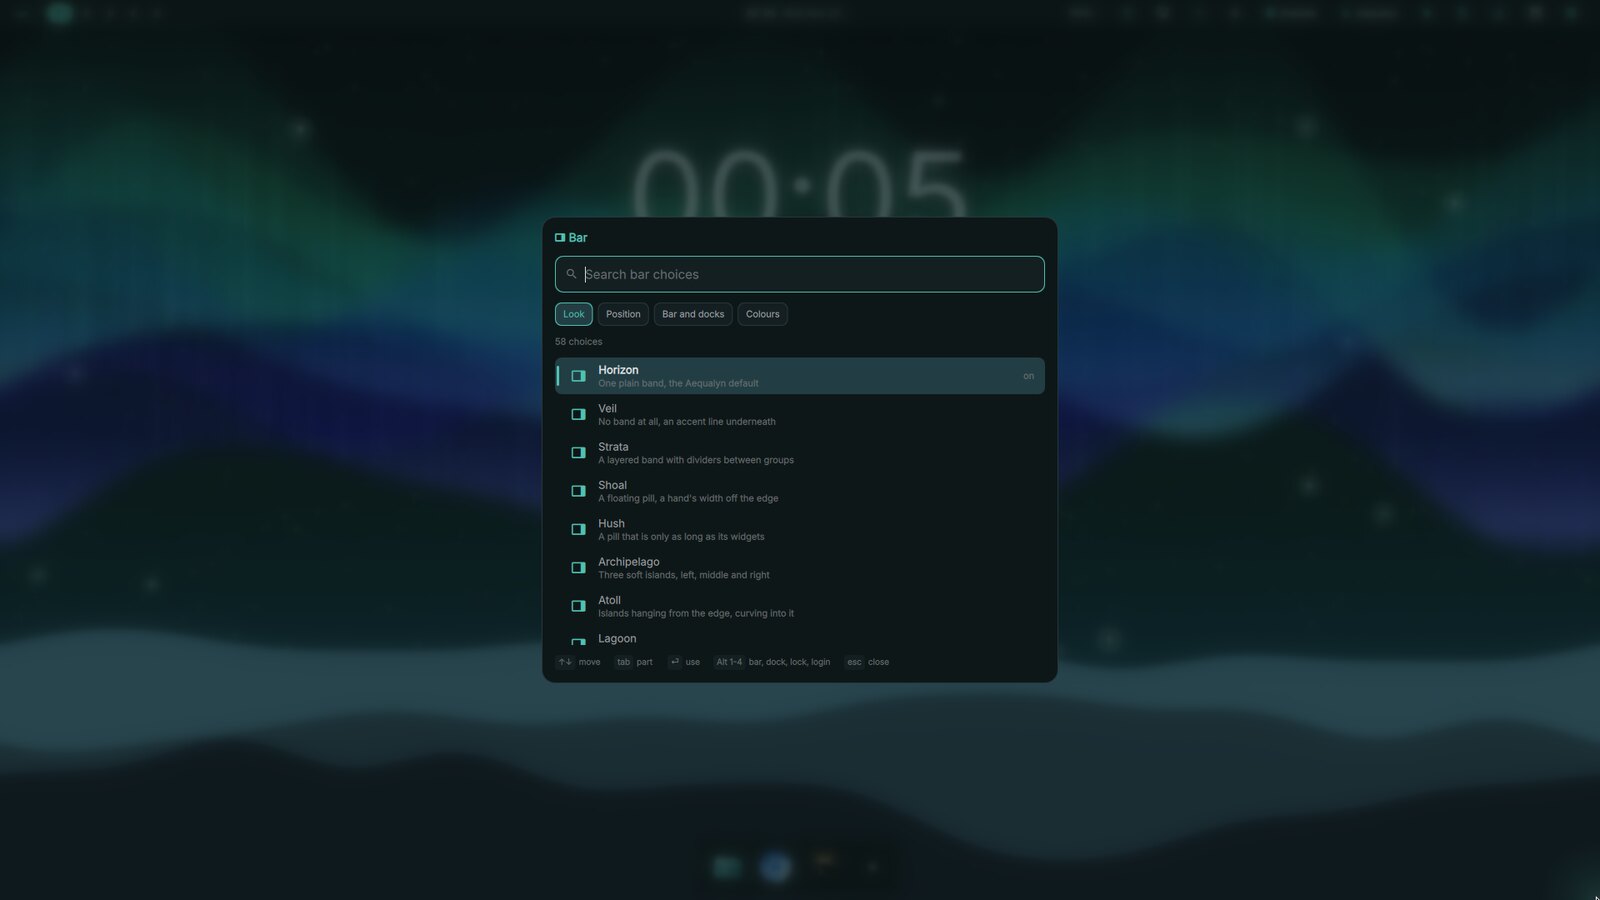 00:05
Bar
Search bar choices
Look
Position
Bar and docks
Colours
58 choices
Horizon
One plain band, the Aequalyn default
on
Veil
No band at all, an accent line underneath
Strata
A layered band with dividers between groups
Shoal
A floating pill, a hand's width off the edge
Hush
A pill that is only as long as its widgets
Archipelago
Three soft islands, left, middle and right
Atoll
Islands hanging from the edge, curving into it
Lagoon
↑↓ move tab part ↵ use Alt 1-4 bar, dock, lock, login esc close